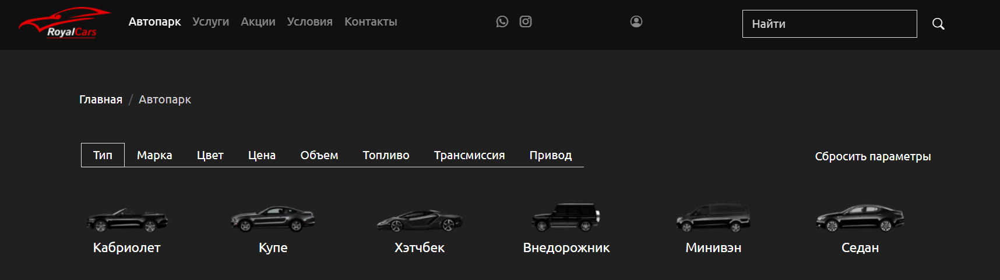 RoyalCars Автопарк Услуги Акции Условия Контакты Найти
Главная / Автопарк
Тип Марка Цвет Цена Объем Топливо Трансмиссия Привод Сбросить параметры
Кабриолет Купе Хэтчбек Внедорожник Минивэн Седан